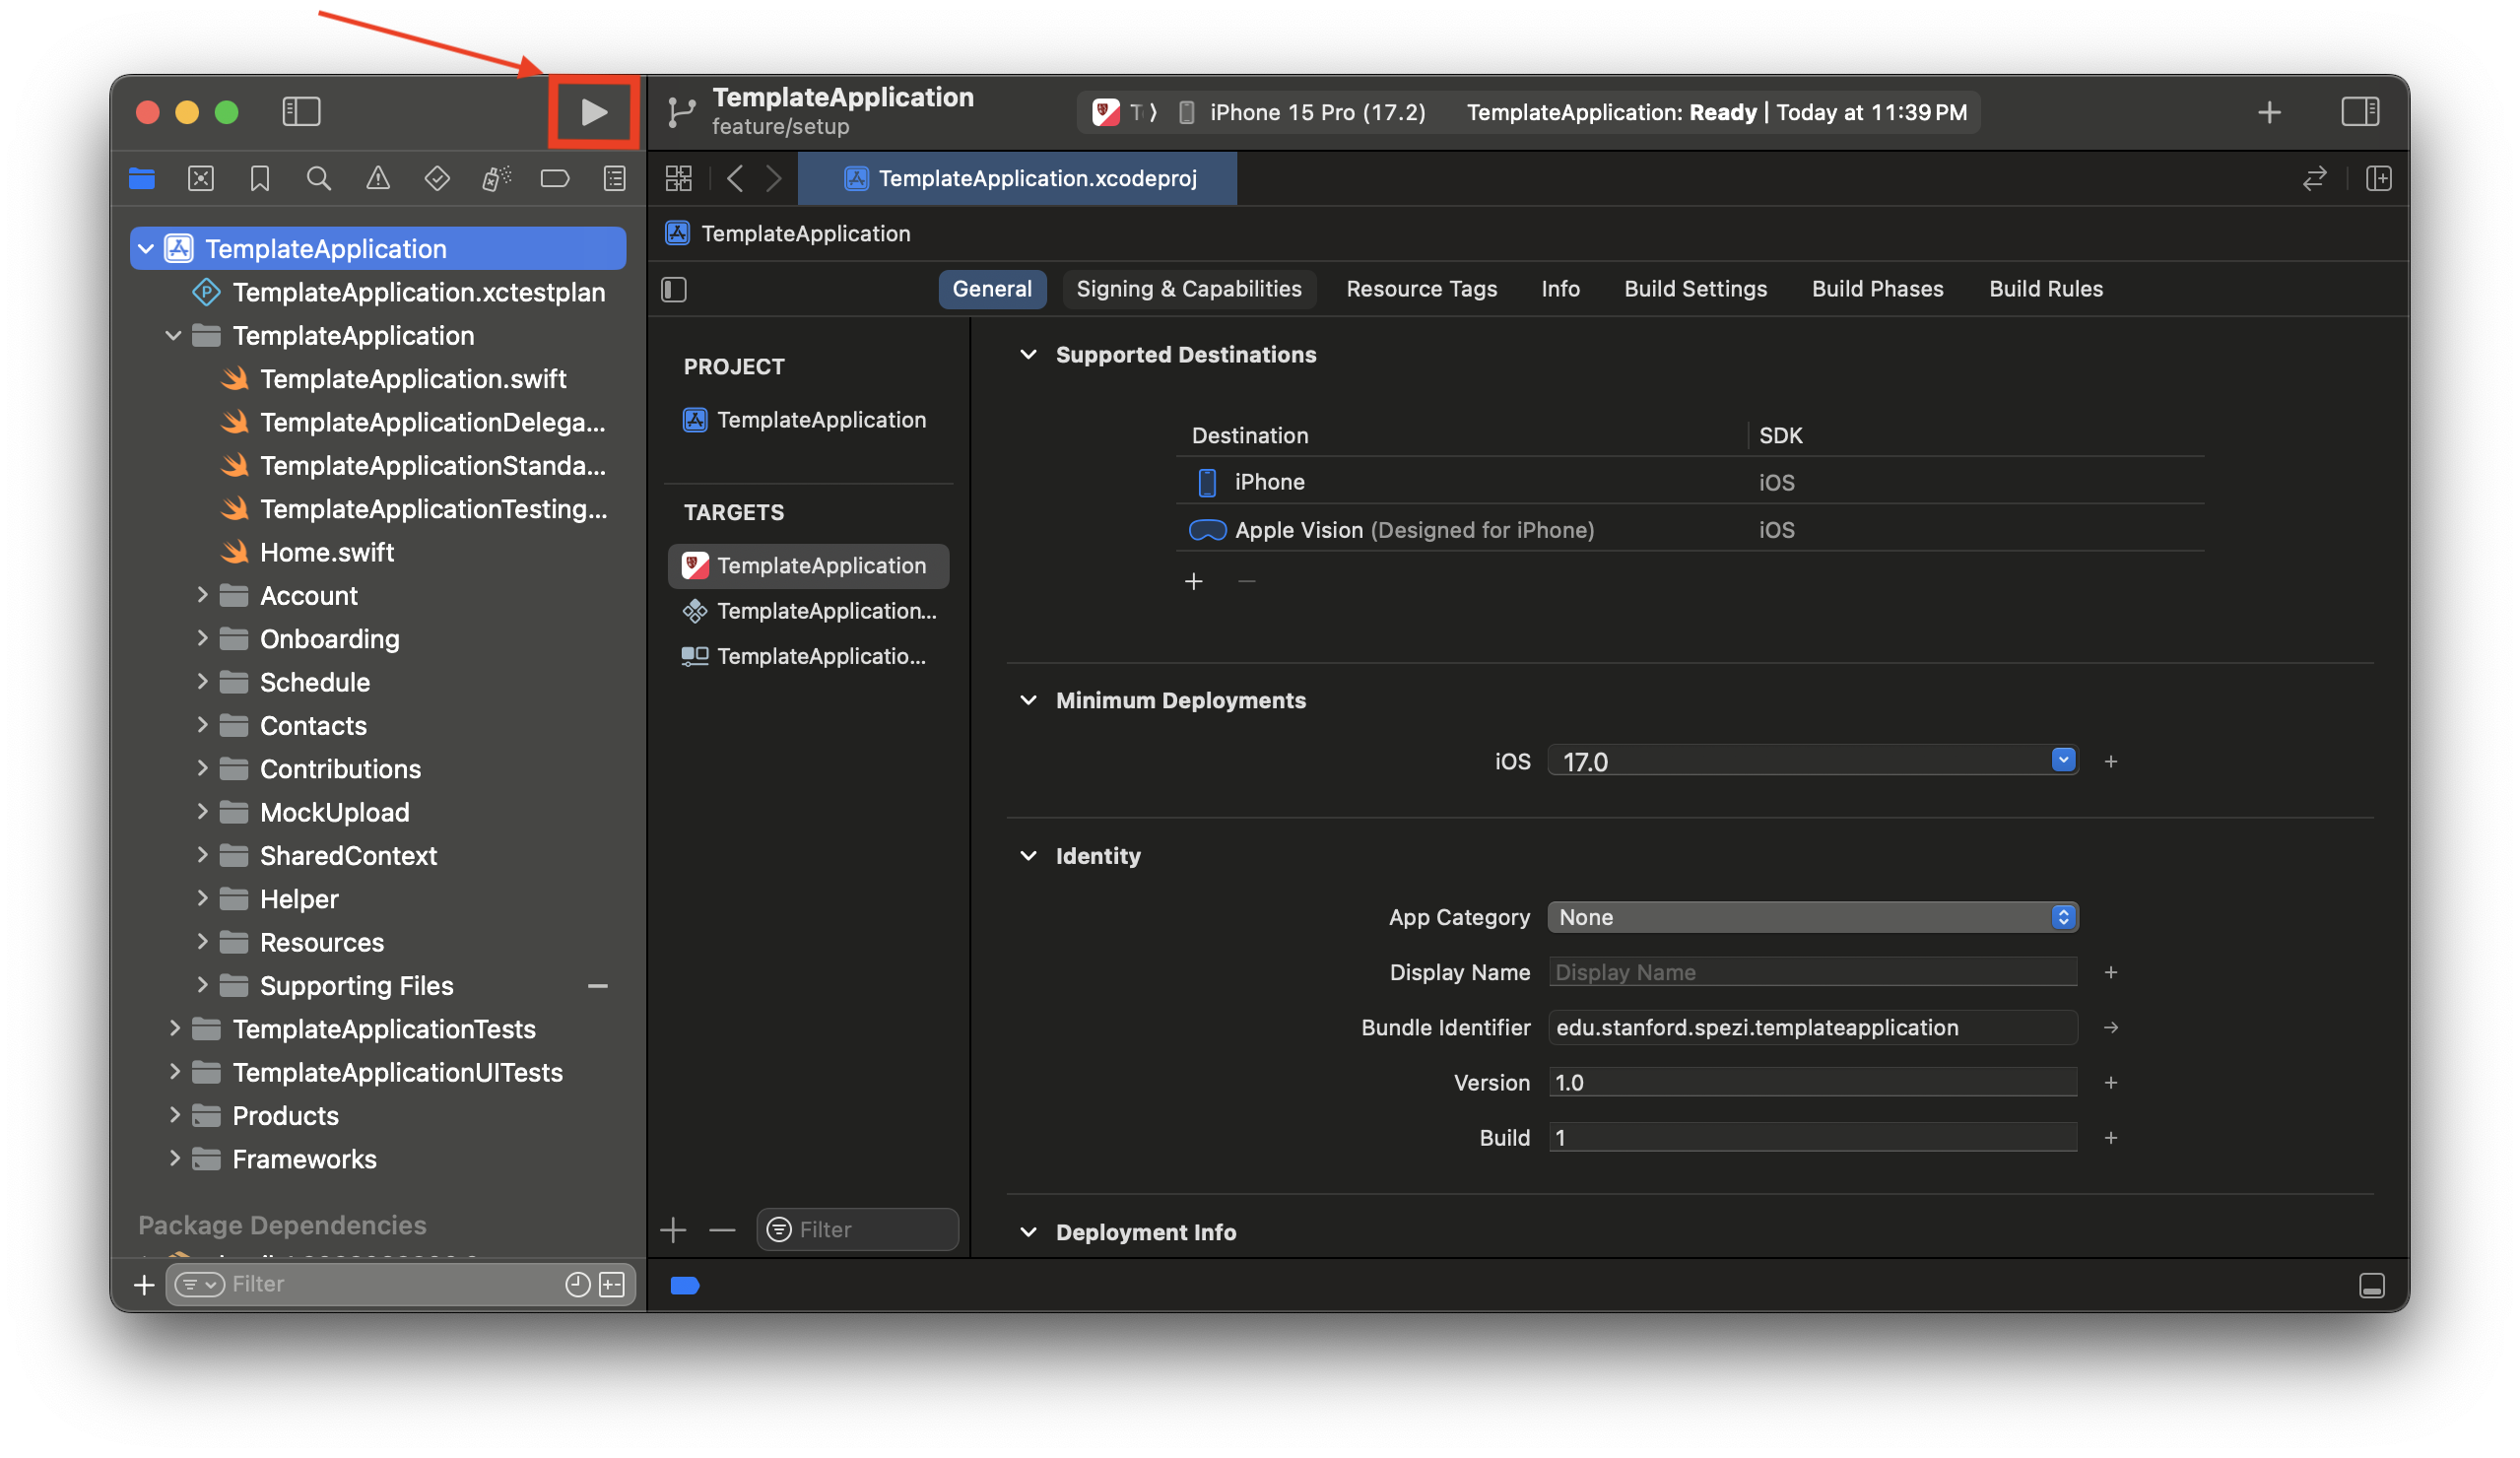 TemplateApplication
feature/setup
iPhone 15 Pro (17.2)
TemplateApplication: Ready | Today at 11:39 PM
TemplateApplication.xcodeproj
TemplateApplication
TemplateApplication.xctestplan
TemplateApplication
TemplateApplication.swift
TemplateApplicationDelega...
TemplateApplicationStanda...
TemplateApplicationTesting...
Home.swift
Account
Onboarding
Schedule
Contacts
Contributions
MockUpload
SharedContext
Helper
Resources
Supporting Files
TemplateApplicationTests
TemplateApplicationUITests
Products
Frameworks
Package Dependencies
Filter
TemplateApplication
General Signing & Capabilities Resource Tags Info Build Settings Build Phases Build Rules
PROJECT
TemplateApplication
TARGETS
TemplateApplication
TemplateApplication...
TemplateApplicatio...
Filter
Supported Destinations
Destination SDK
iPhone iOS
Apple Vision (Designed for iPhone) iOS
Minimum Deployments
iOS 17.0
Identity
App Category None
Display Name Display Name
Bundle Identifier edu.stanford.spezi.templateapplication
Version 1.0
Build 1
Deployment Info